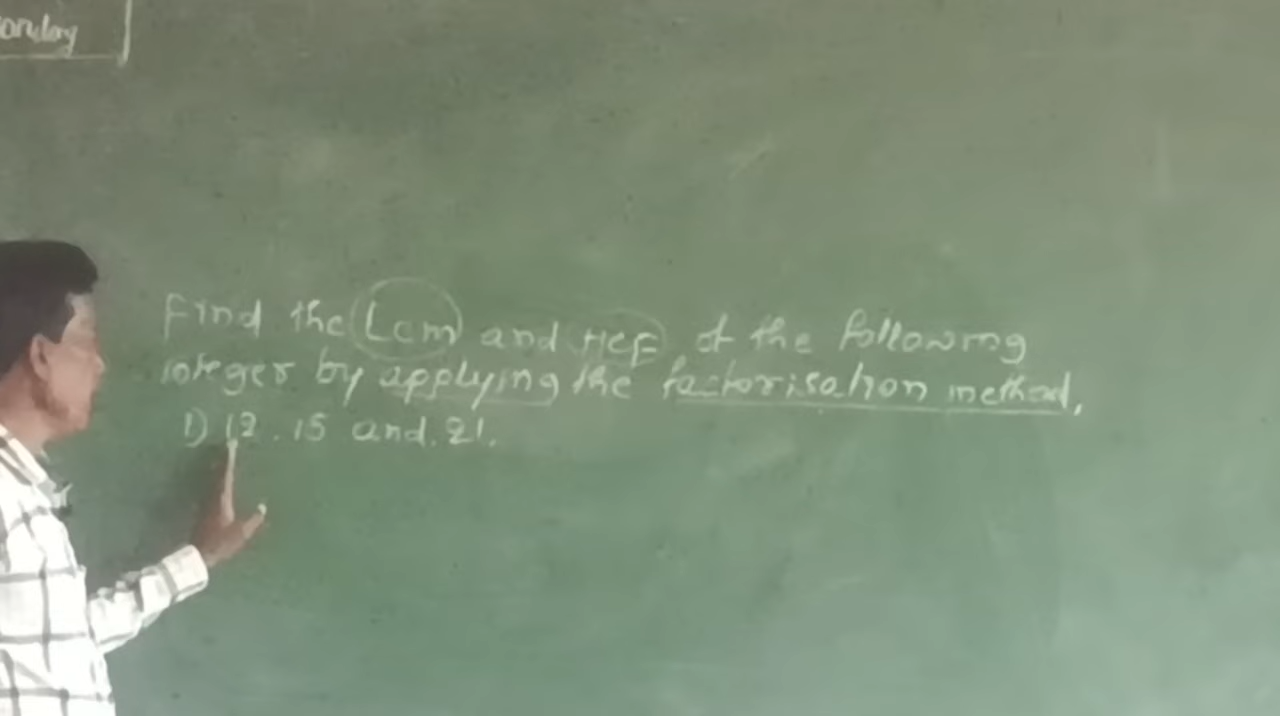 onday
Find the Lcm and HCF of the following
integer by applying the factorisation method,
1) 12. 15 and. 21.